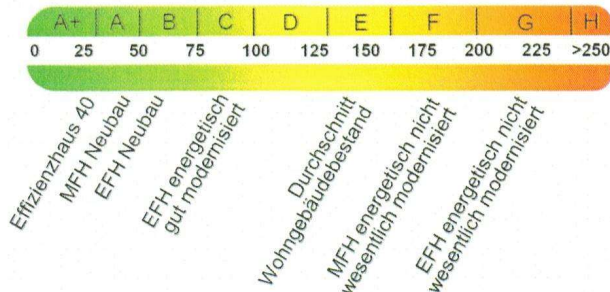 A+ A B C D E F G H
0 25 50 75 100 125 150 175 200 225 >250
Effizienzhaus 40
MFH Neubau
EFH Neubau
EFH energetisch
gut modernisiert
Durchschnitt
Wohngebäudebestand
MFH energetisch nicht
wesentlich modernisiert
EFH energetisch nicht
wesentlich modernisiert